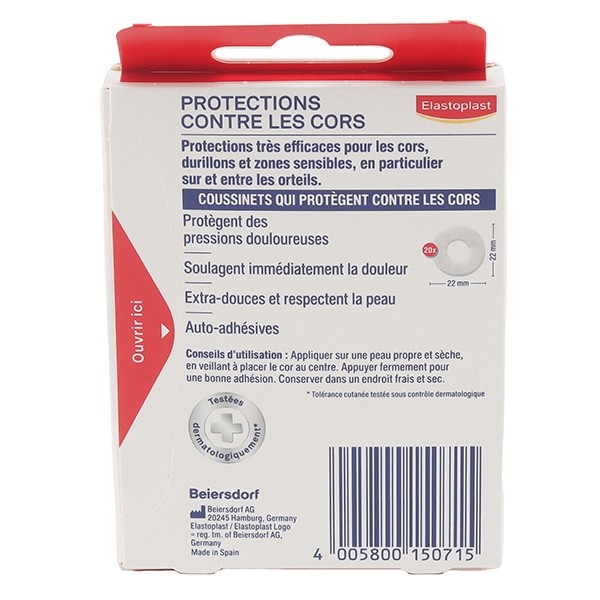 PROTECTIONS
CONTRE LES CORS
Elastoplast
Protections très efficaces pour les cors,
durillons et zones sensibles, en particulier
sur et entre les orteils.
COUSSINETS QUI PROTÈGENT CONTRE LES CORS
Protègent des
pressions douloureuses
Soulagent immédiatement la douleur
Extra-douces et respectent la peau
Auto-adhésives
20x
22 mm
22 mm
Ouvrir ici
Conseils d'utilisation : Appliquer sur une peau propre et sèche,
en veillant à placer le cor au centre. Appuyer fermement pour
une bonne adhésion. Conserver dans un endroit frais et sec.
* Tolérance cutanée testée sous contrôle dermatologique
Testées
dermatologiquement*
Beiersdorf
Beiersdorf AG
20245 Hamburg, Germany
Elastoplast / Elastoplast Logo
= reg. tm. of Beiersdorf AG,
Germany
Made in Spain
4 005800 150715